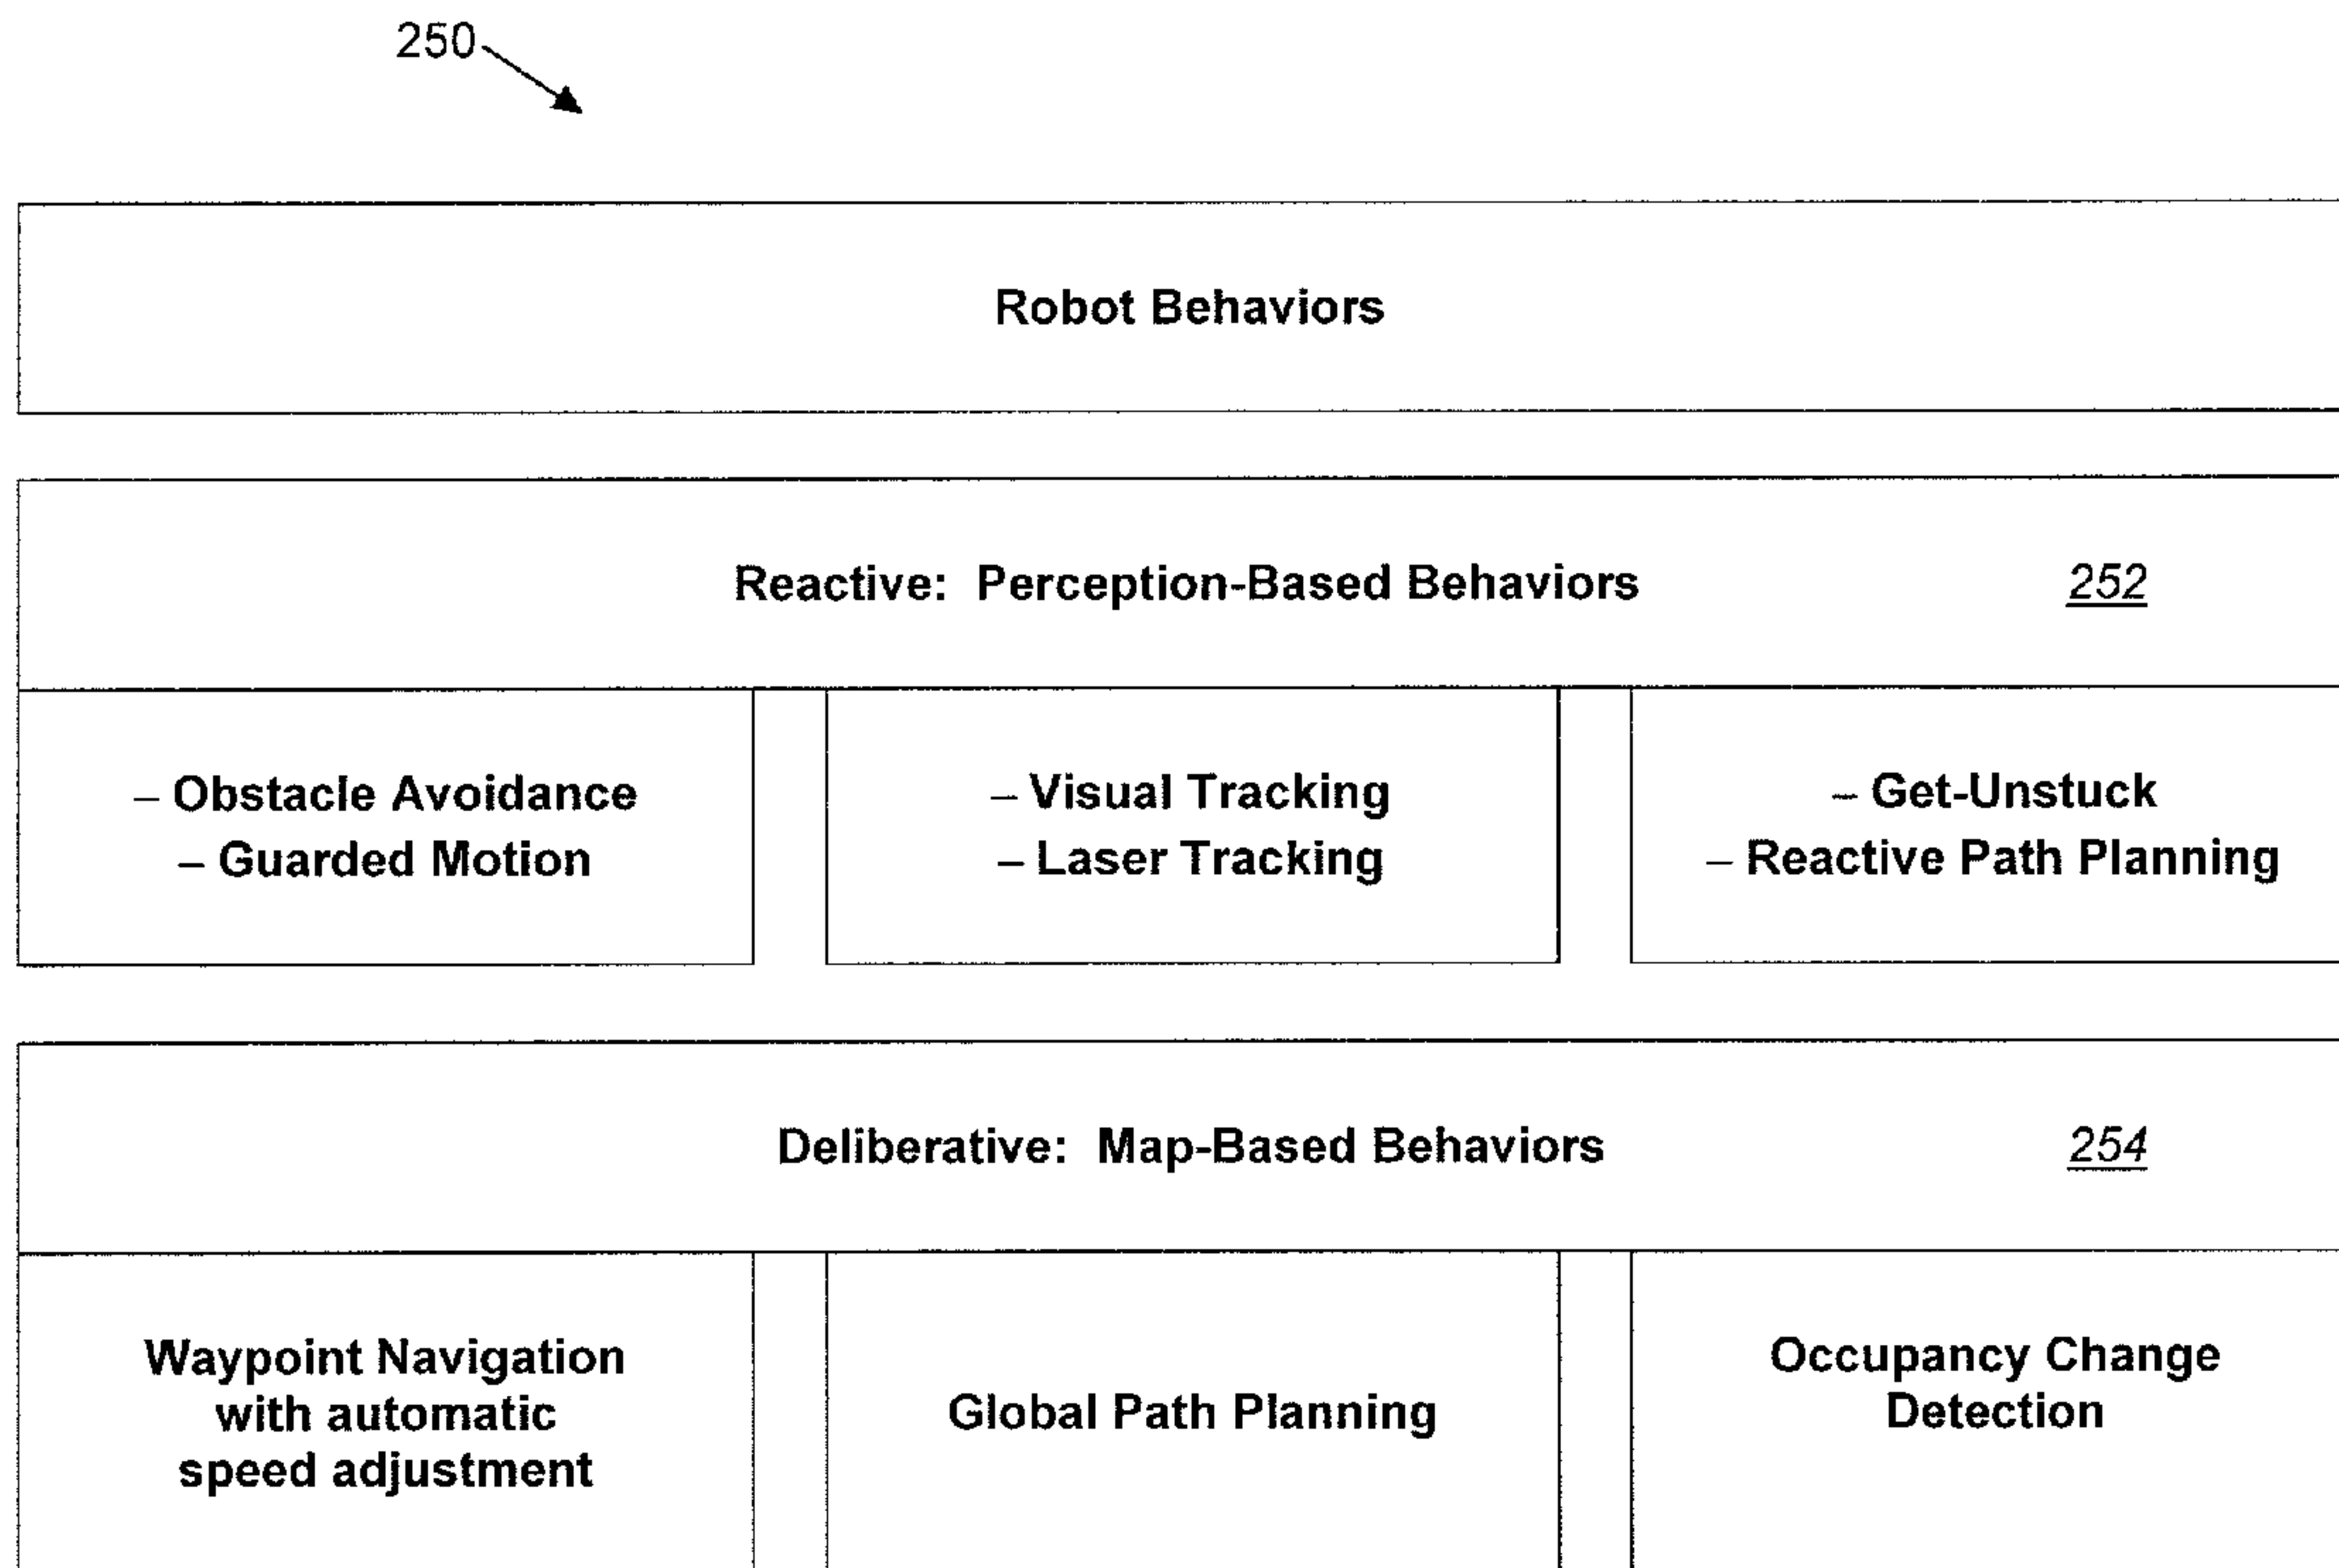 250
Robot Behaviors
Reactive: Perception-Based Behaviors 252
– Obstacle Avoidance
– Guarded Motion
– Visual Tracking
– Laser Tracking
– Get-Unstuck
– Reactive Path Planning
Deliberative: Map-Based Behaviors 254
Waypoint Navigation
with automatic
speed adjustment
Global Path Planning
Occupancy Change
Detection